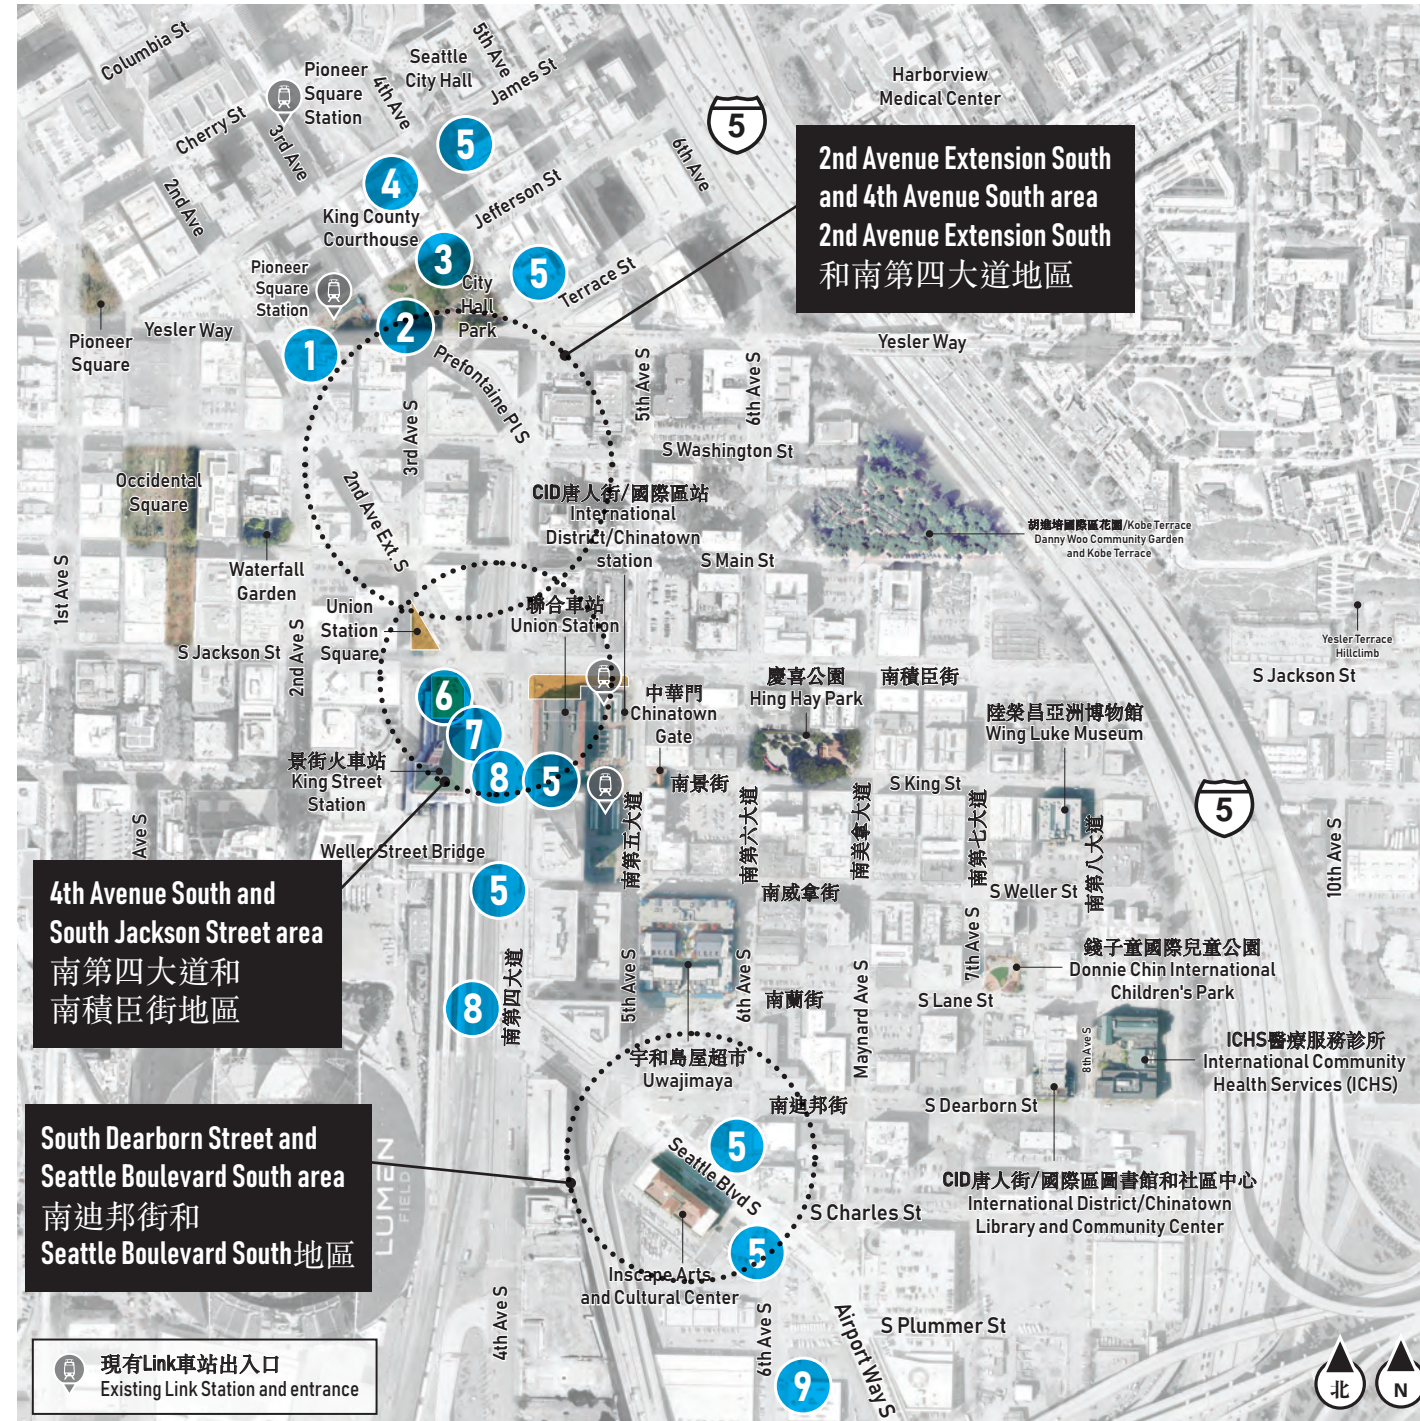 Columbia St
5th Ave
Seattle
City Hall
James St
Pioneer
Square
Station
4th Ave
Cherry St
3rd Ave
2nd Ave
6th Ave
5
Harborview
Medical Center
5
4
King County
Courthouse
Jefferson St
3
City
Hall
Park
5
Terrace St
2nd Avenue Extension South
and 4th Avenue South area
2nd Avenue Extension South
和南第四大道地區
Pioneer
Square
Station
Pioneer
Square
Yesler Way
1
2
Prefontaine Pl S
Yesler Way
5th Ave S
6th Ave S
3rd Ave S
S Washington St
Occidental
Square
2nd Ave Ext. S
CID唐人街/國際區站
International
District/Chinatown
station
S Main St
胡進培國際區花園/Kobe Terrace
Danny Woo Community Garden
and Kobe Terrace
1st Ave S
Waterfall
Garden
Union
Station
Square
聯合車站
Union Station
Yesler Terrace
Hillclimb
S Jackson St
2nd Ave S
S Jackson St
慶喜公園
Hing Hay Park
南積臣街
中華門
Chinatown
Gate
陸榮昌亞洲博物館
Wing Luke Museum
6
7
8
5
景街火車站
King Street
Station
南景街
S King St
5
Ave S
南第五大道
南第六大道
南美拿大道
南第七大道
南第八大道
10th Ave S
Weller Street Bridge
4th Avenue South and
South Jackson Street area
南第四大道和
南積臣街地區
5
南威拿街
S Weller St
7th Ave S
錢子童國際兒童公園
Donnie Chin International
Children's Park
南第四大道
5th Ave S
6th Ave S
南蘭街
Maynard Ave S
S Lane St
8
宇和島屋超市
Uwajimaya
8th Ave S
ICHS醫療服務診所
International Community
Health Services (ICHS)
南迪邦街
S Dearborn St
South Dearborn Street and
Seattle Boulevard South area
南迪邦街和
Seattle Boulevard South地區
LUMEN
FIELD
5
Seattle Blvd S
CID唐人街/國際區圖書館和社區中心
International District/Chinatown
Library and Community Center
S Charles St
5
Inscape Arts
and Cultural Center
4th Ave S
6th Ave S
Airport Way S
S Plummer St
9
現有Link車站出入口
Existing Link Station and entrance
北
N